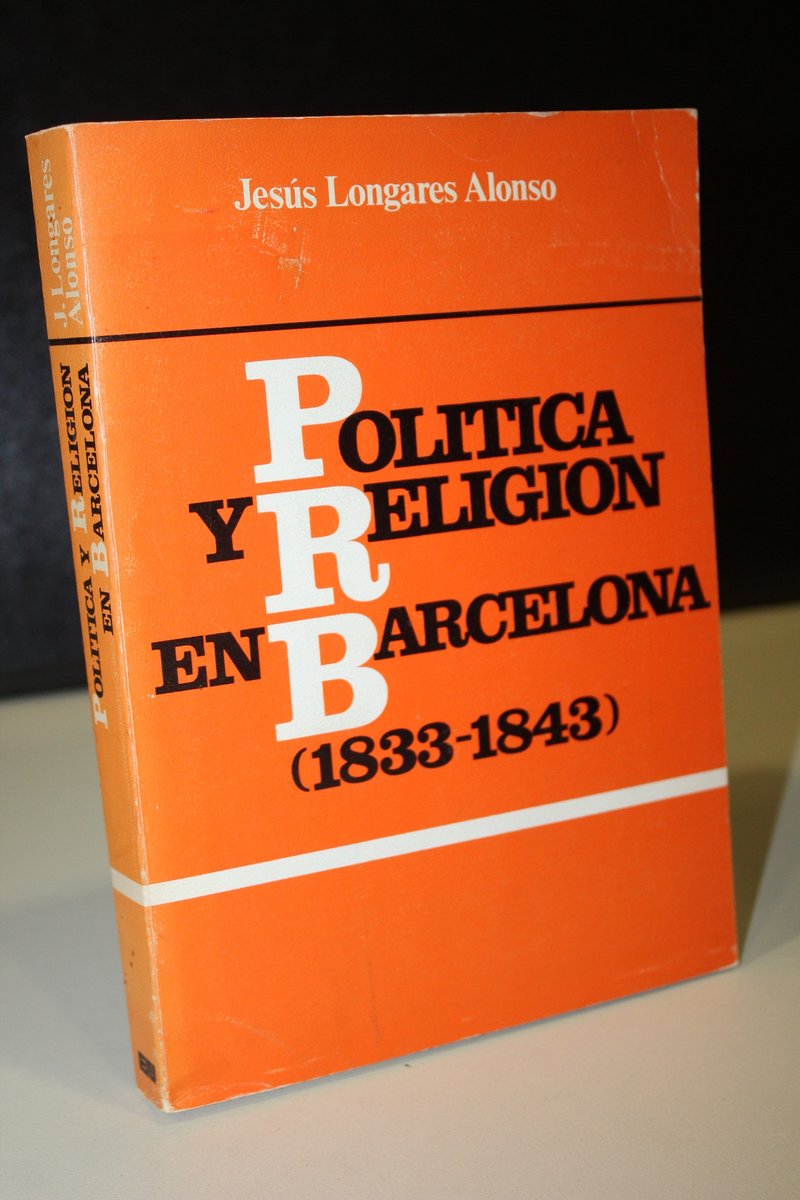 Jesús Longares Alonso
POLITICA
Y RELIGION
EN BARCELONA
(1833-1843)
J. Longares
Alonso
POLITICA Y RELIGION
EN BARCELONA